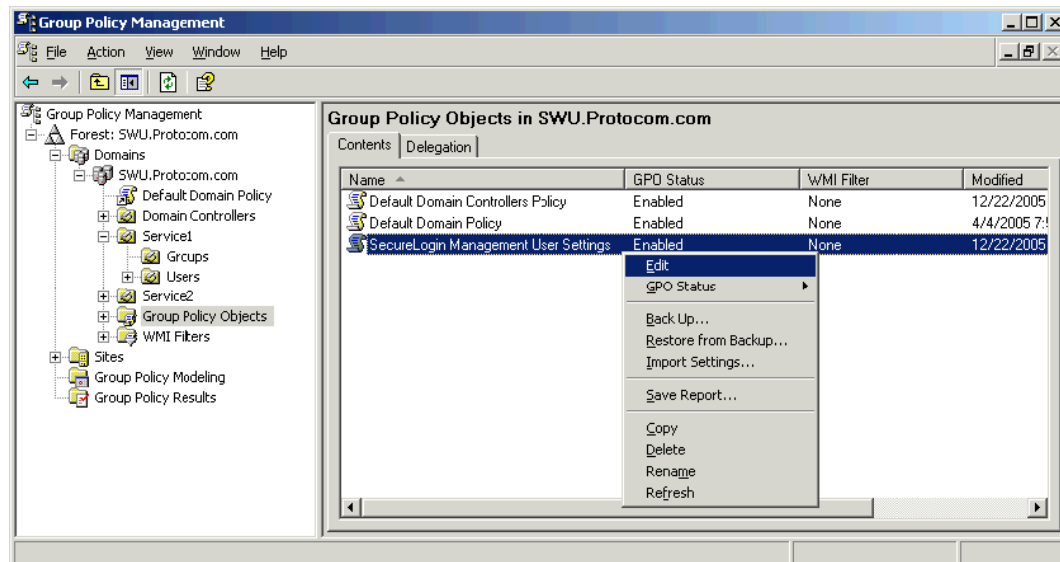 Group Policy Management
File Action View Window Help
Group Policy Management
Forest: SWU.Protocom.com
Domains
SWU.Protocom.com
Default Domain Policy
Domain Controllers
Service1
Groups
Users
Service2
Group Policy Objects
WMI Filters
Sites
Group Policy Modeling
Group Policy Results
Group Policy Objects in SWU.Protocom.com
Contents Delegation
Name GPO Status WMI Filter Modified
Default Domain Controllers Policy Enabled None 12/22/2005
Default Domain Policy Enabled None 4/4/2005 7:
SecureLogin Management User Settings Enabled None 12/22/2005
Edit
GPO Status
Back Up...
Restore from Backup...
Import Settings...
Save Report...
Copy
Delete
Rename
Refresh